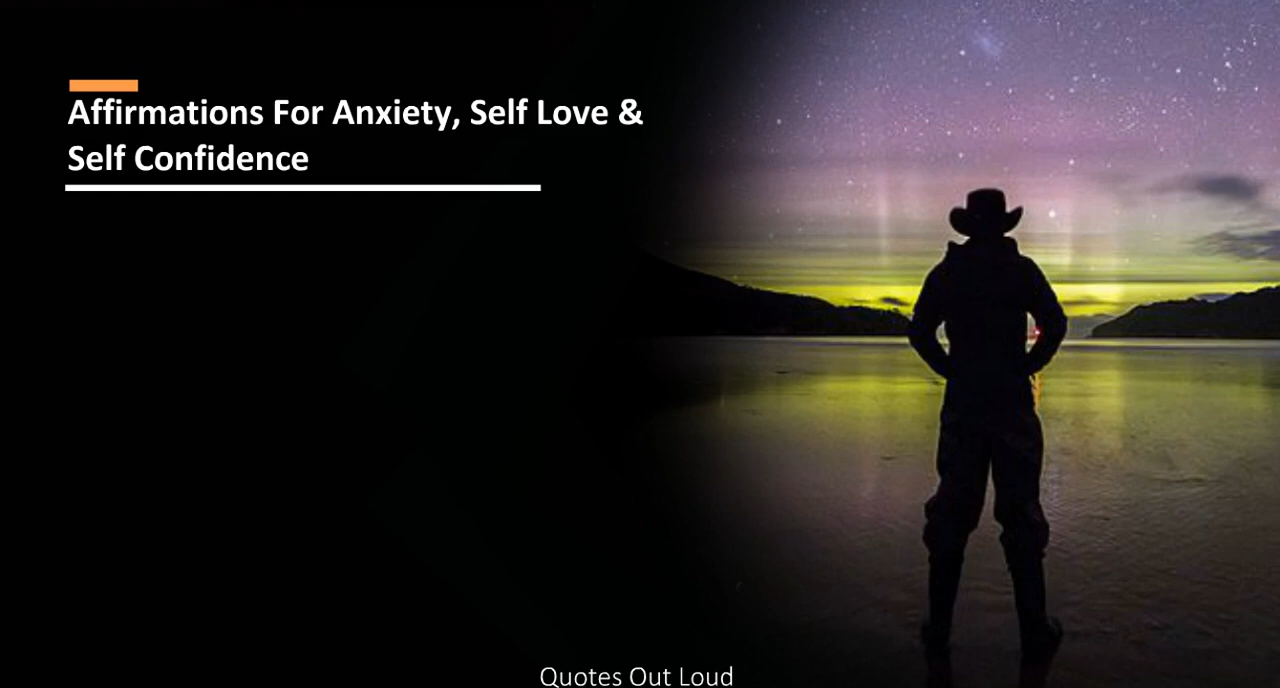 Affirmations For Anxiety, Self Love &
Self Confidence
Quotes Out Loud